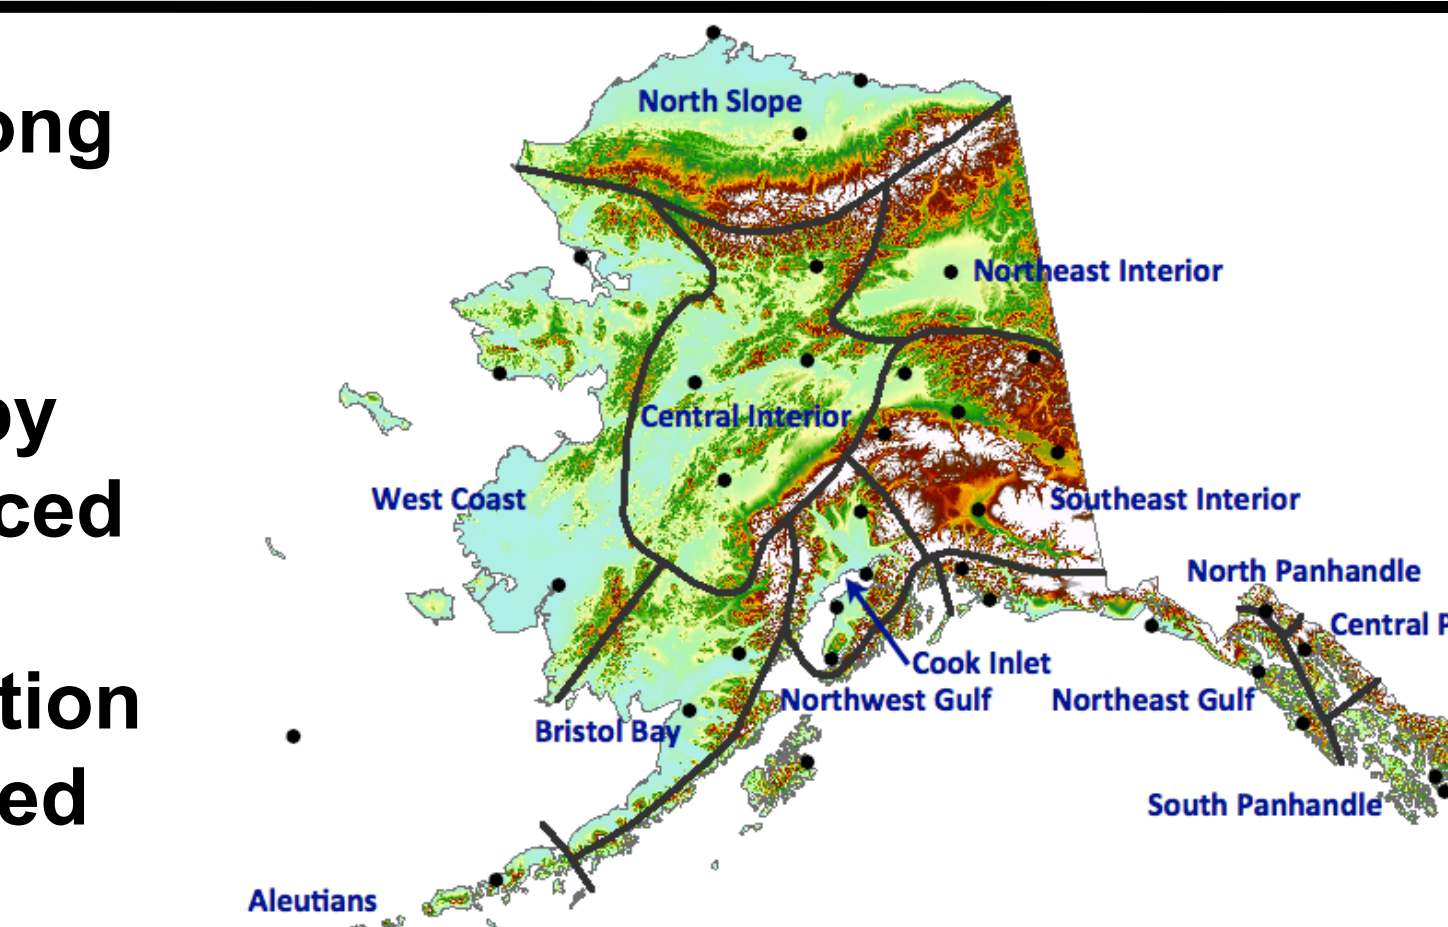 ong
by
ced
tion
ed
North Slope
Northeast Interior
Central Interior
West Coast
Southeast Interior
North Panhandle
Central P
Cook Inlet
Northwest Gulf
Northeast Gulf
Bristol Bay
South Panhandle
Aleutians